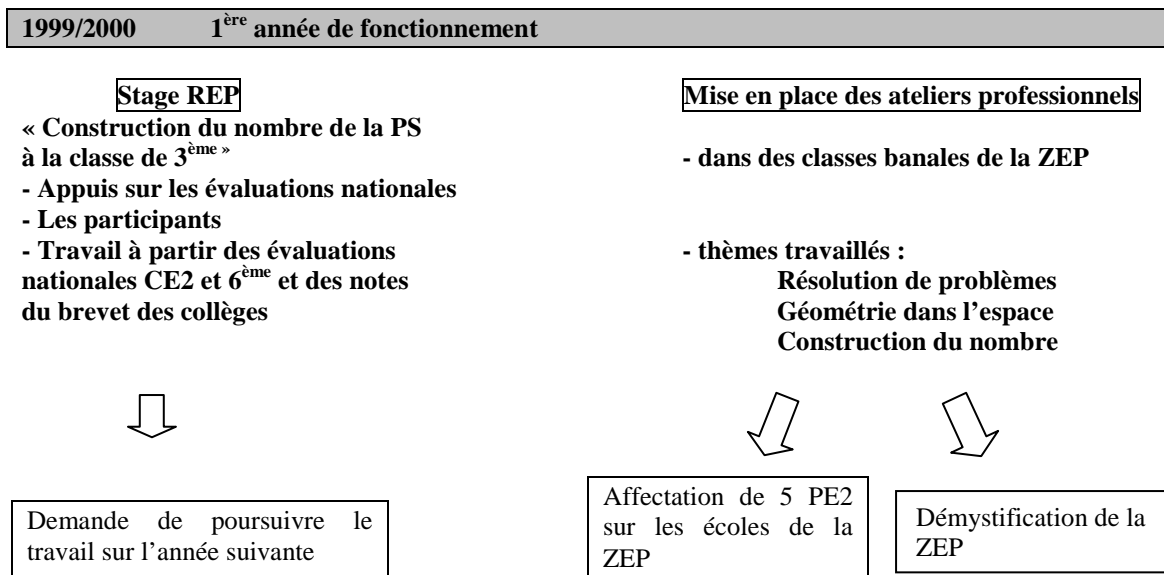 1999/2000 1ère année de fonctionnement
Stage REP
« Construction du nombre de la PS
à la classe de 3ème »
- Appuis sur les évaluations nationales
- Les participants
- Travail à partir des évaluations
nationales CE2 et 6ème et des notes
du brevet des collèges
Mise en place des ateliers professionnels
- dans des classes banales de la ZEP
- thèmes travaillés :
Résolution de problèmes
Géométrie dans l’espace
Construction du nombre
Demande de poursuivre le
travail sur l’année suivante
Affectation de 5 PE2
sur les écoles de la
ZEP
Démystification de la
ZEP